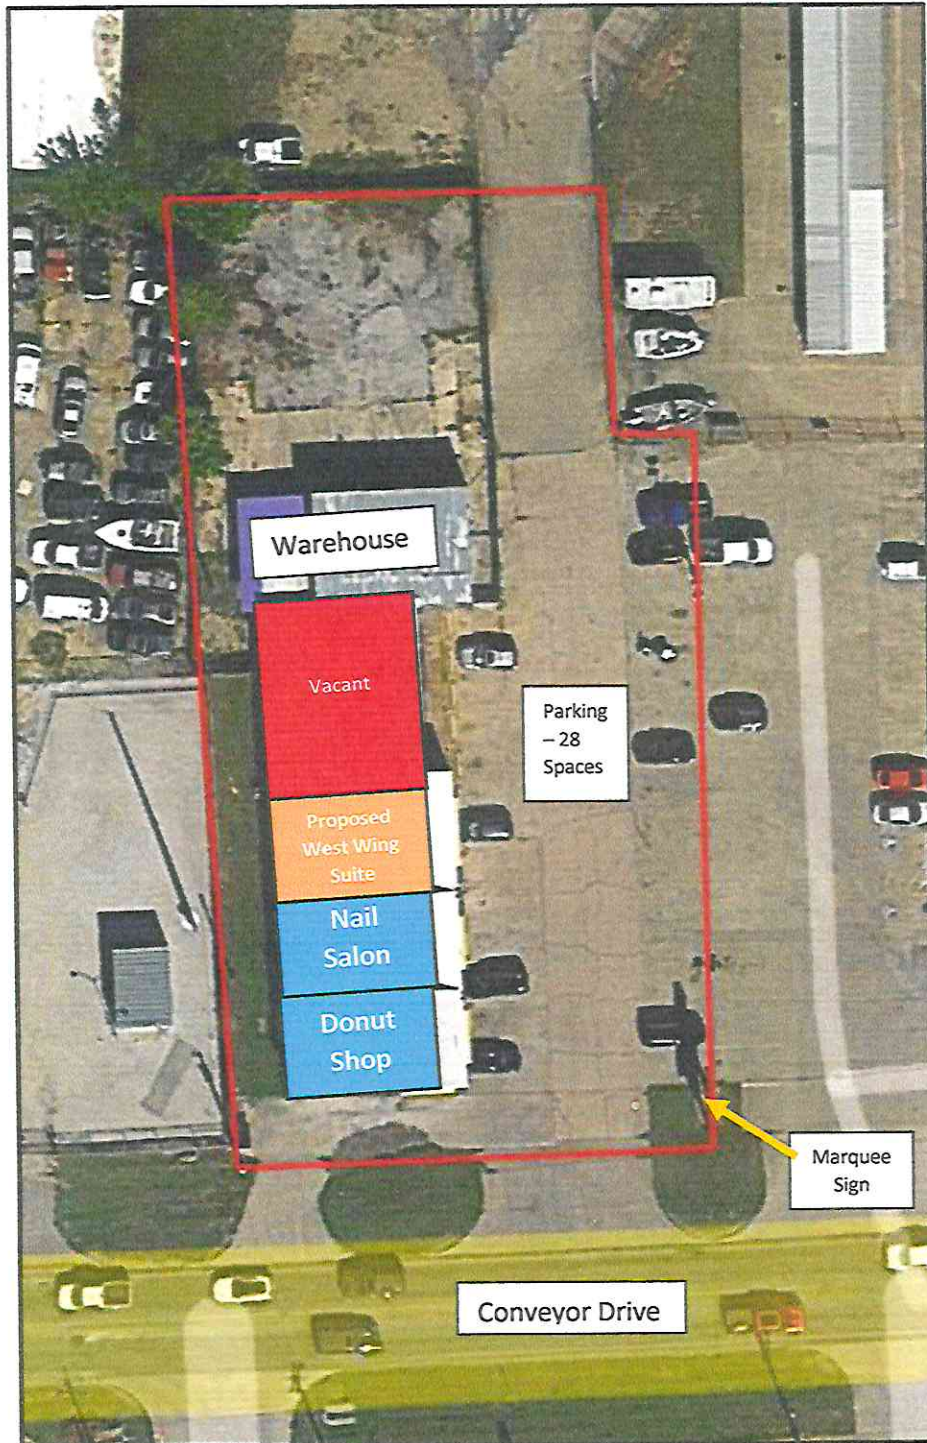 Warehouse
Vacant
Parking
– 28
Spaces
Proposed
West Wing
Suite
Nail
Salon
Donut
Shop
Marquee
Sign
Conveyor Drive